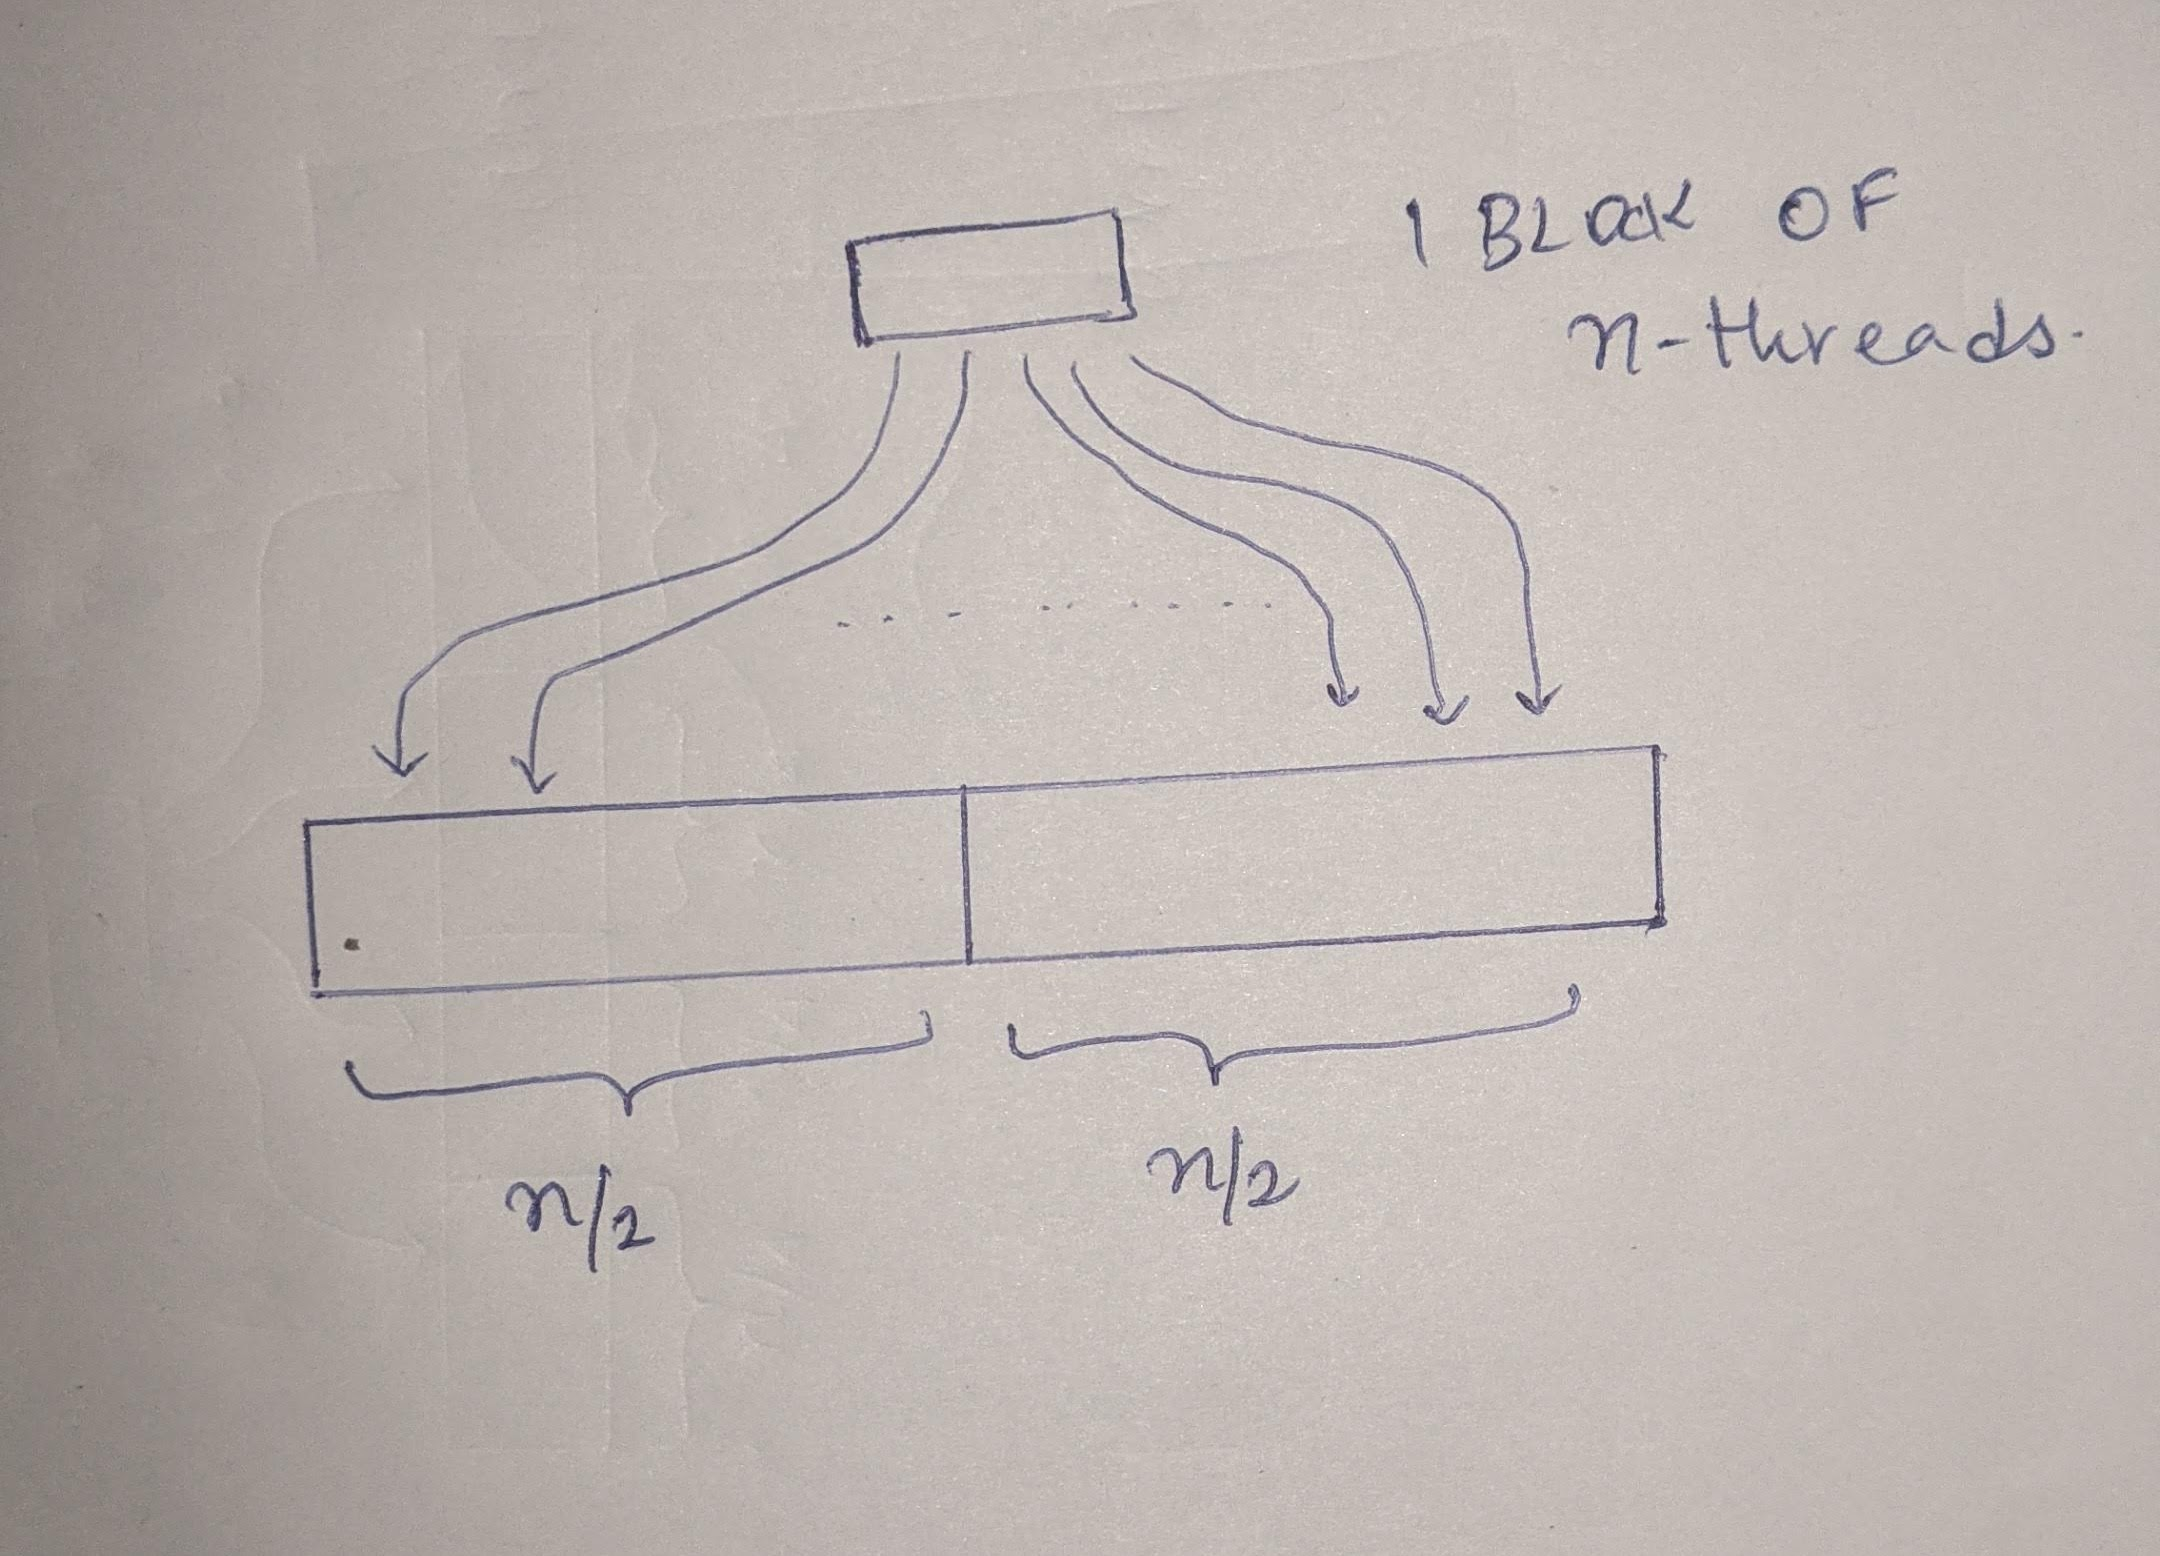 1 BLOCK OF
n-threads.
n/2
n/2